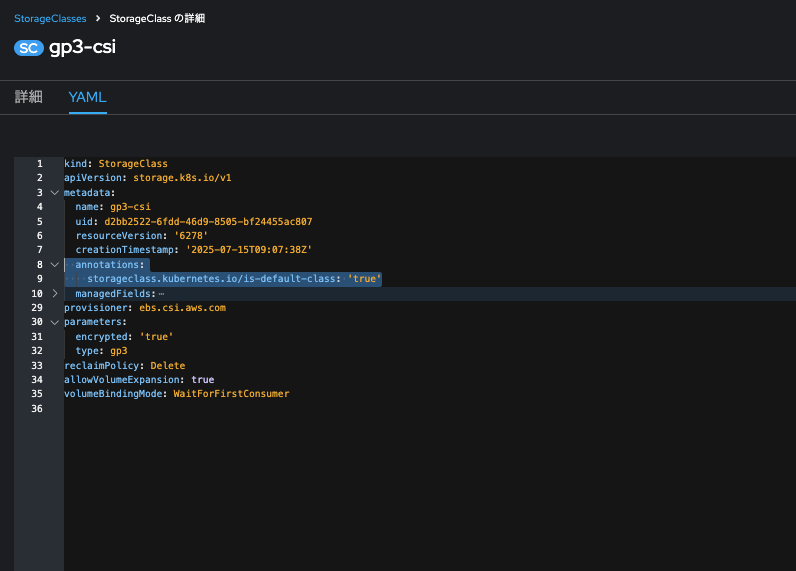 StorageClasses > StorageClass の詳細
SC gp3-csi
詳細 YAML
1 kind: StorageClass
2 apiVersion: storage.k8s.io/v1
3 metadata:
4 name: gp3-csi
5 uid: d2bb2522-6fdd-46d9-8505-bf24455ac807
6 resourceVersion: '6278'
7 creationTimestamp: '2025-07-15T09:07:38Z'
8 annotations:
9 storageclass.kubernetes.io/is-default-class: 'true'
10 managedFields:⋯
29 provisioner: ebs.csi.aws.com
30 parameters:
31 encrypted: 'true'
32 type: gp3
33 reclaimPolicy: Delete
34 allowVolumeExpansion: true
35 volumeBindingMode: WaitForFirstConsumer
36